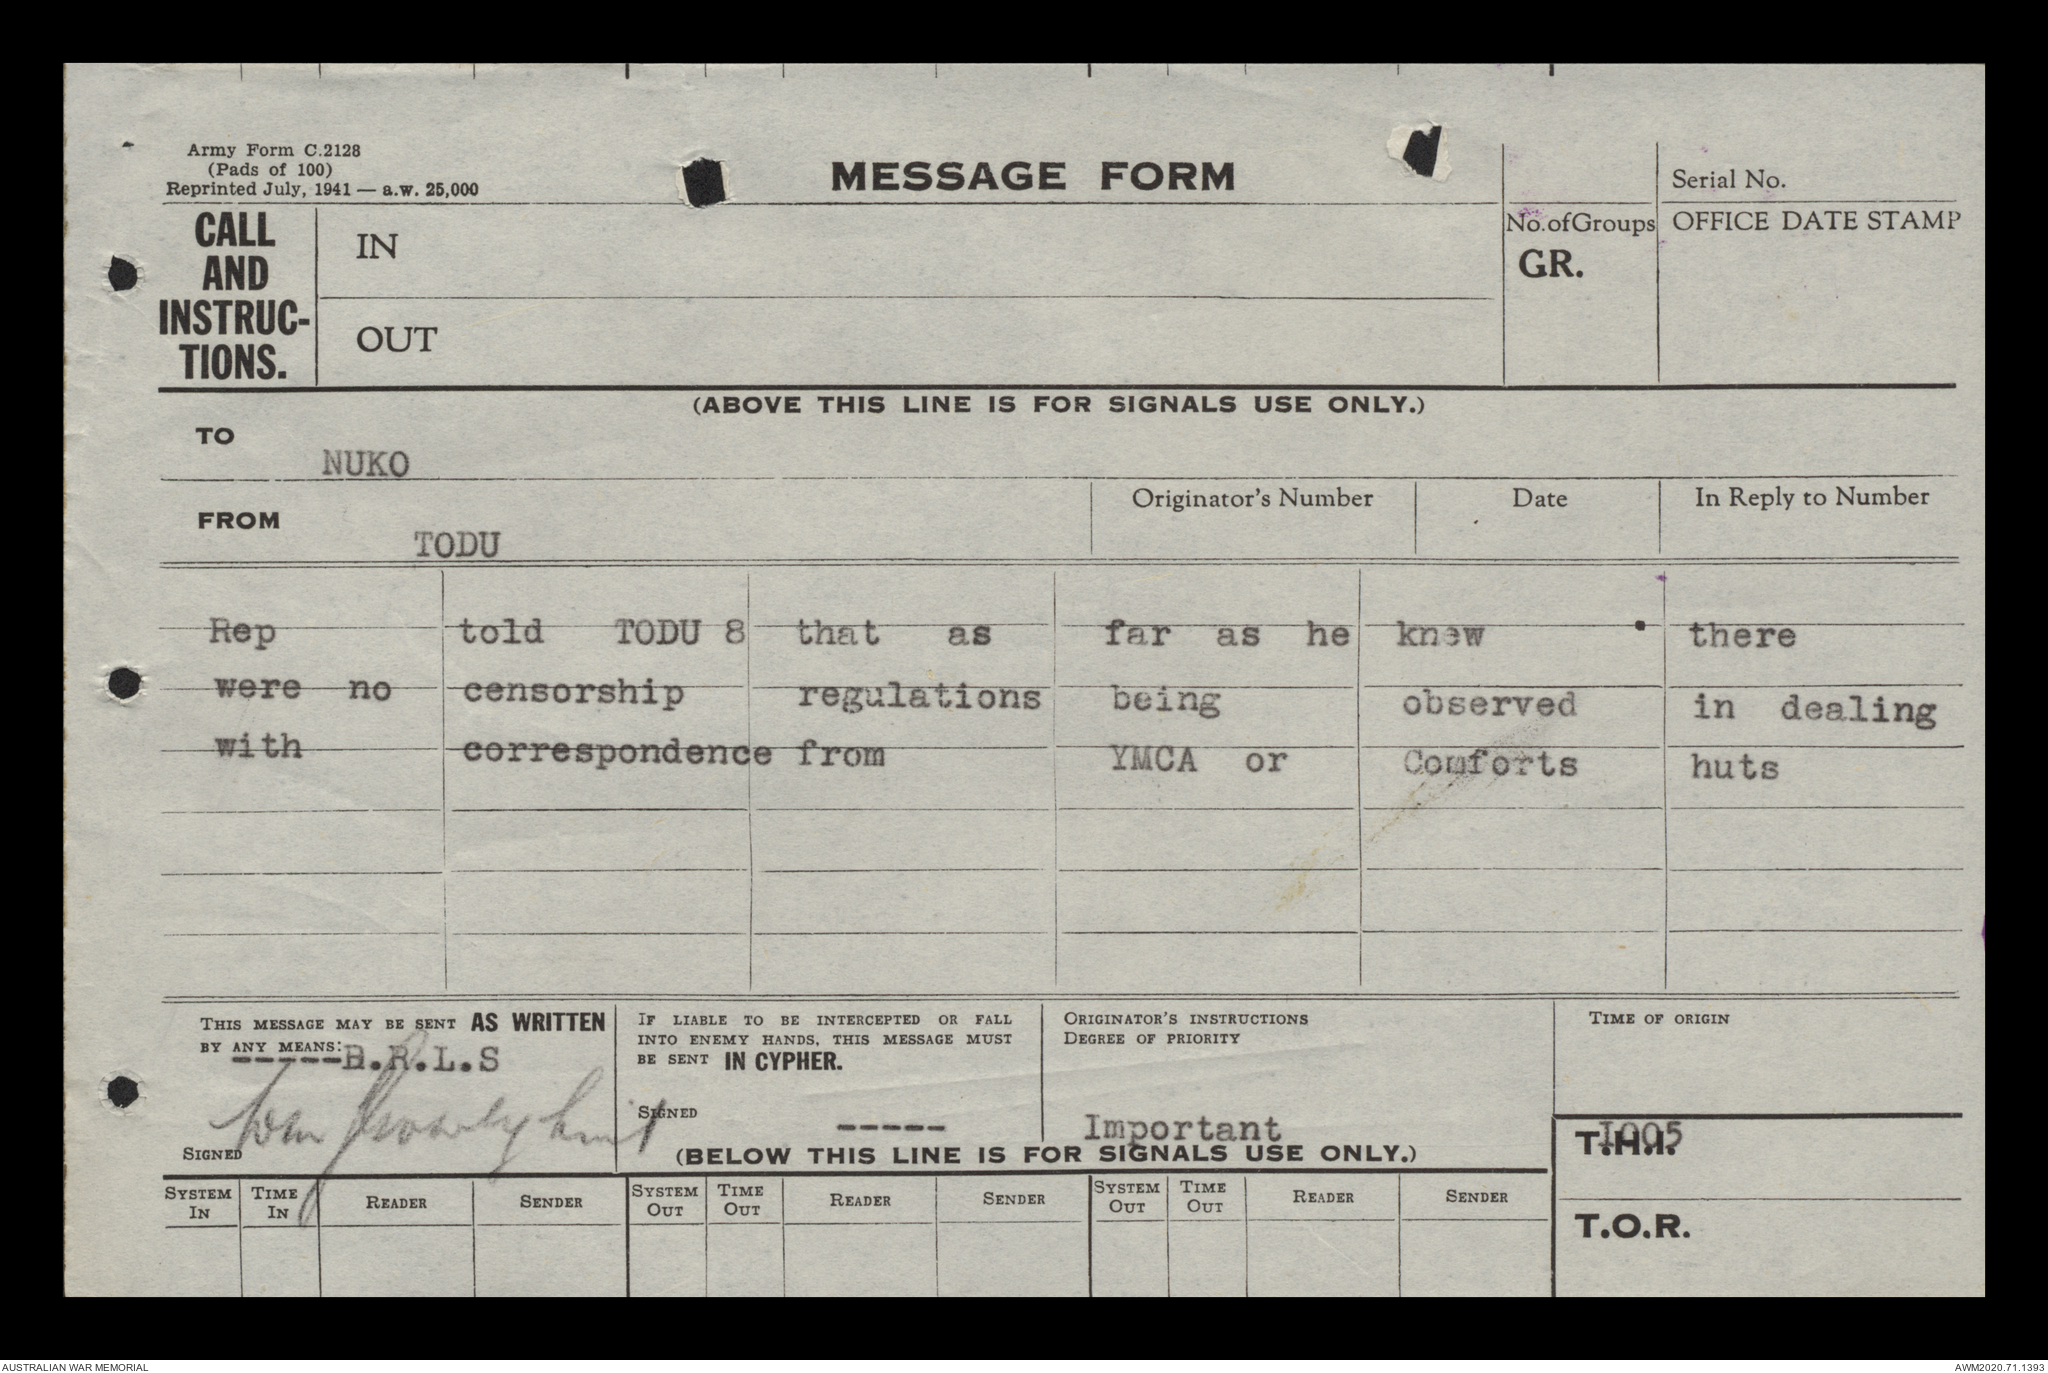 Army Form C.2128
(Pads of 100)
Reprinted July, 1941 — a.w. 25,000
MESSAGE FORM
Serial No.
CALL AND INSTRUC-TIONS.
IN
OUT
No. of Groups
GR.
OFFICE DATE STAMP
(ABOVE THIS LINE IS FOR SIGNALS USE ONLY.)
TO
NUKO
FROM
TODU
Originator's Number
Date
In Reply to Number
Rep told TODU 8 that as far as he knew there
were no censorship regulations being observed in dealing
with correspondence from YMCA or Comforts huts
THIS MESSAGE MAY BE SENT AS WRITTEN
BY ANY MEANS:
-----D.R.L.S
SIGNED
IF LIABLE TO BE INTERCEPTED OR FALL
INTO ENEMY HANDS, THIS MESSAGE MUST
BE SENT IN CYPHER.
SIGNED
-----
ORIGINATOR'S INSTRUCTIONS
DEGREE OF PRIORITY
Important
TIME OF ORIGIN
1005
T.H.I.
T.O.R.
(BELOW THIS LINE IS FOR SIGNALS USE ONLY.)
SYSTEM IN TIME IN READER SENDER SYSTEM OUT TIME OUT READER SENDER SYSTEM OUT TIME OUT READER SENDER
AUSTRALIAN WAR MEMORIAL
AWM2020.71.1393